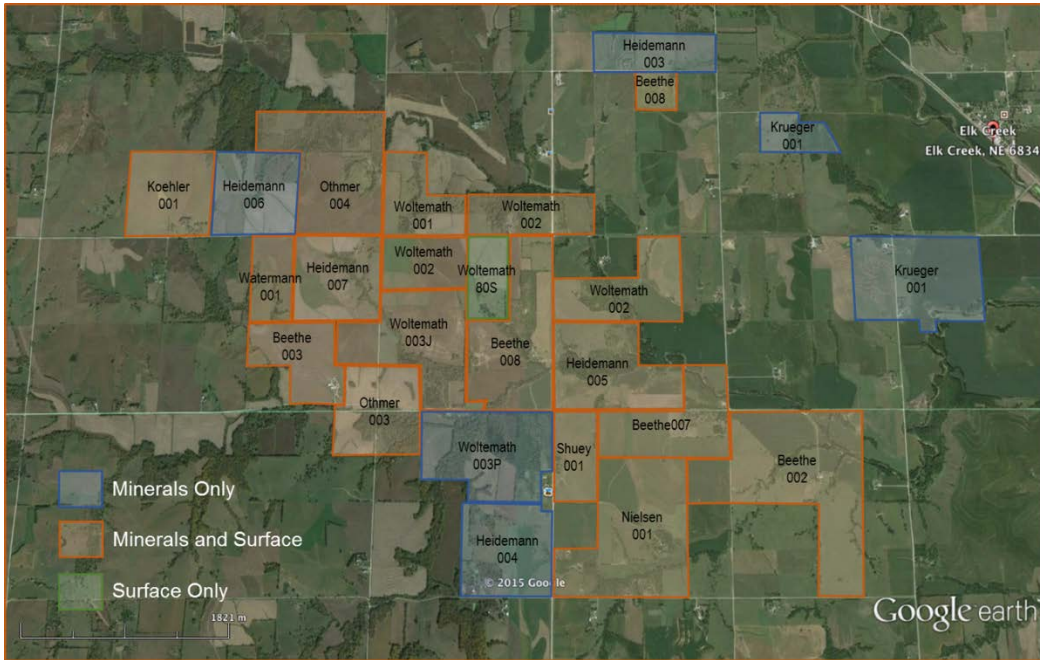 Heidemann
003
Beethe
008
Krueger
001
Elk Creek
Elk Creek, NE 6834
Koehler
001
Heidemann
006
Othmer
004
Woltemath
001
Woltemath
002
Watermann
001
Heidemann
007
Woltemath
002
Woltemath
80S
Woltemath
002
Krueger
001
Beethe
003
Woltemath
003J
Beethe
008
Heidemann
005
Othmer
003
Woltemath
003P
Shuey
001
Beethe007
Beethe
002
Heidemann
004
Nielsen
001
Minerals Only
Minerals and Surface
Surface Only
1821 m
© 2015 Google
Google earth